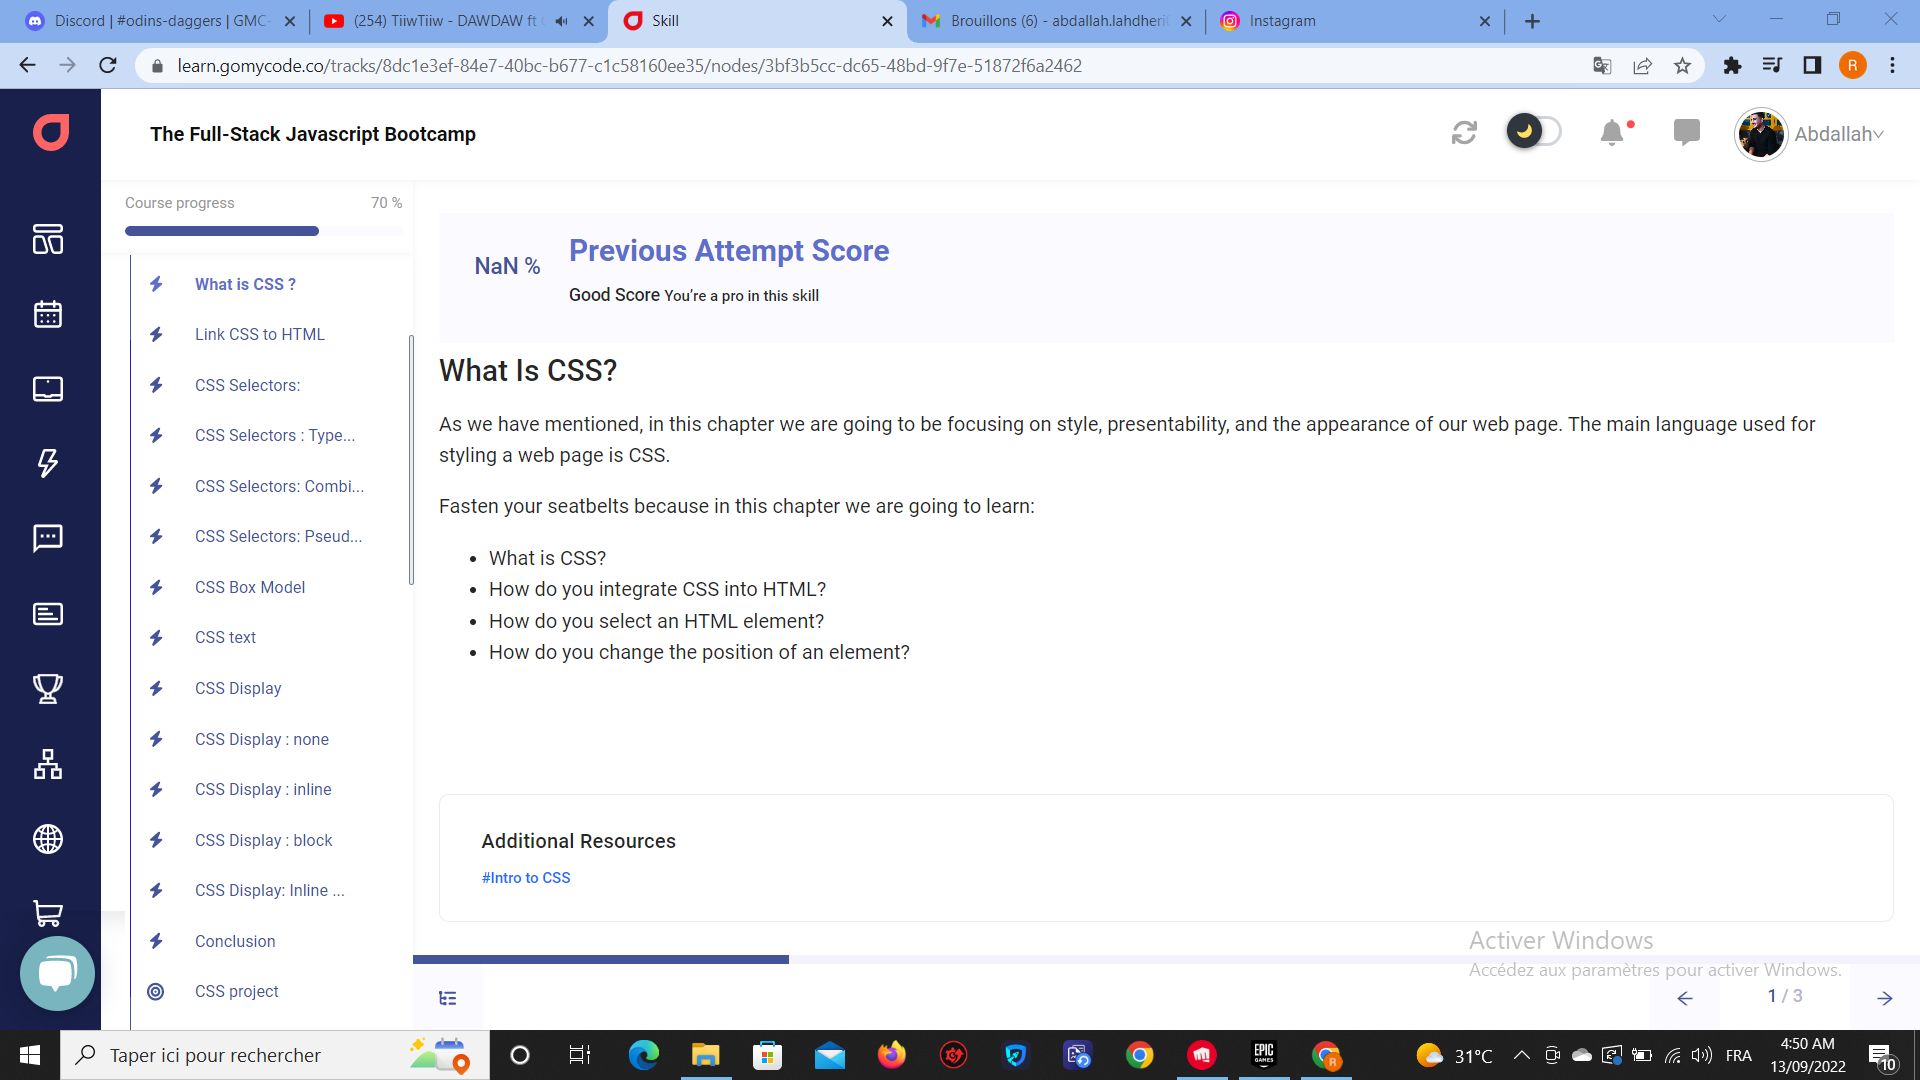 Discord | #odins-daggers | GMC-
(254) TiiwTiiw - DAWDAW ft
Skill
Brouillons (6) - abdallah.lahdheri
Instagram
learn.gomycode.co/tracks/8dc1e3ef-84e7-40bc-b677-c1c58160ee35/nodes/3bf3b5cc-dc65-48bd-9f7e-51872f6a2462
R
The Full-Stack Javascript Bootcamp
Abdallah
Course progress
70 %
What is CSS ?
Link CSS to HTML
CSS Selectors:
CSS Selectors : Type...
CSS Selectors: Combi...
CSS Selectors: Pseud...
CSS Box Model
CSS text
CSS Display
CSS Display : none
CSS Display : inline
CSS Display : block
CSS Display: Inline ...
Conclusion
CSS project
NaN %
Previous Attempt Score
Good Score You’re a pro in this skill
What Is CSS?
As we have mentioned, in this chapter we are going to be focusing on style, presentability, and the appearance of our web page. The main language used for
styling a web page is CSS.
Fasten your seatbelts because in this chapter we are going to learn:
• What is CSS?
• How do you integrate CSS into HTML?
• How do you select an HTML element?
• How do you change the position of an element?
Additional Resources
#Intro to CSS
Activer Windows
Accédez aux paramètres pour activer Windows.
1 / 3
Taper ici pour rechercher
EPIC
GAMES
R
31°C
FRA
4:50 AM
13/09/2022
10